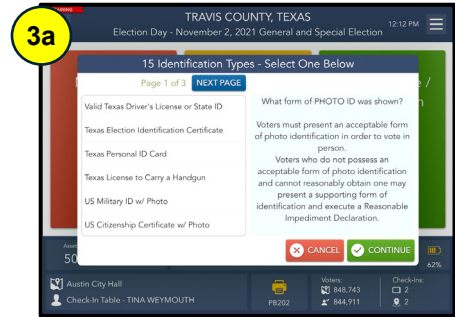 3a
TRAINING
TRAVIS COUNTY, TEXAS
Election Day - November 2, 2021 General and Special Election
12:12 PM
15 Identification Types - Select One Below
Page 1 of 3 NEXT PAGE
Valid Texas Driver's License or State ID
Texas Election Identification Certificate
Texas Personal ID Card
Texas License to Carry a Handgun
US Military ID w/ Photo
US Citizenship Certificate w/ Photo
What form of PHOTO ID was shown?
Voters must present an acceptable form
of photo identification in order to vote in
person.
Voters who do not possess an
acceptable form of photo identification
and cannot reasonably obtain one may
present a supporting form of
identification and execute a Reasonable
Impediment Declaration.
CANCEL
CONTINUE
50
62%
Austin City Hall
Check-In Table - TINA WEYMOUTH
PB202
Voters:
848,743
844,911
Check-Ins:
2
2